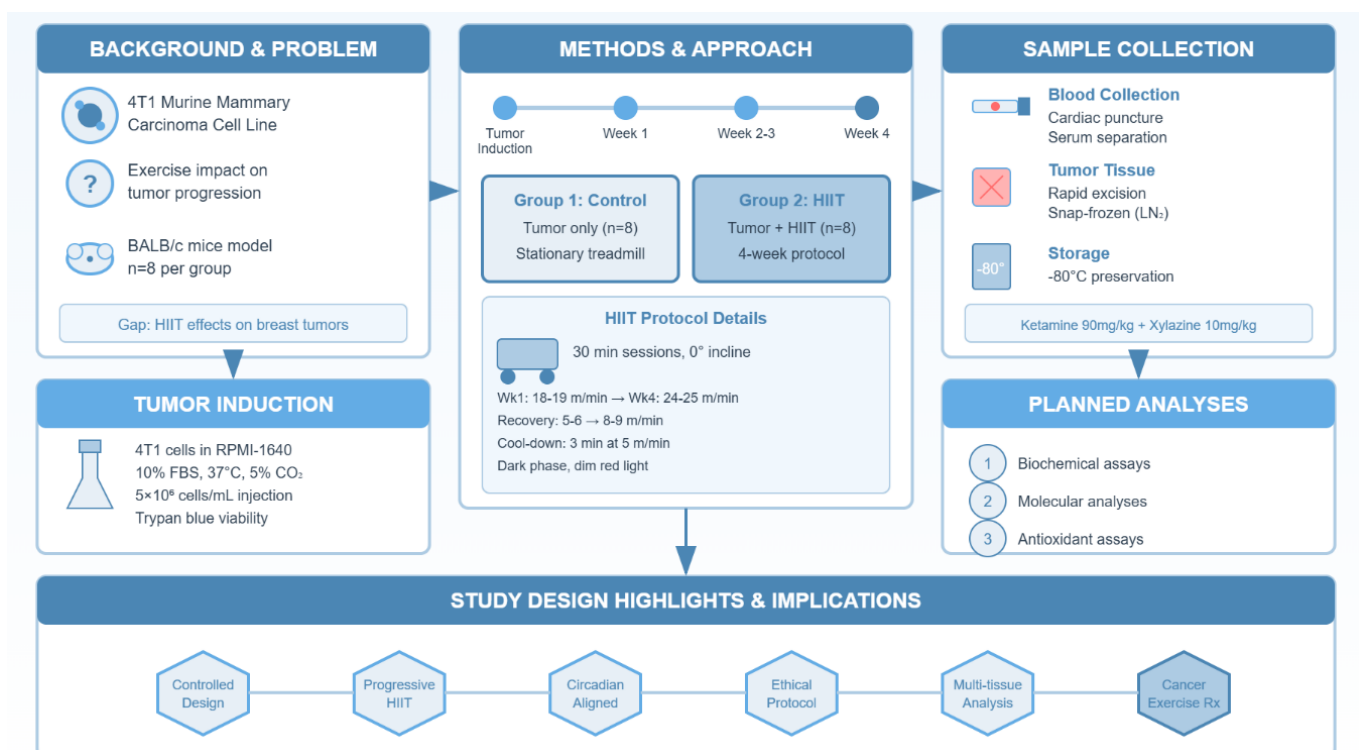 BACKGROUND & PROBLEM
4T1 Murine Mammary
Carcinoma Cell Line
?
Exercise impact on
tumor progression
BALB/c mice model
n=8 per group
Gap: HIIT effects on breast tumors
TUMOR INDUCTION
4T1 cells in RPMI-1640
10% FBS, 37°C, 5% CO₂
5×10⁶ cells/mL injection
Trypan blue viability
METHODS & APPROACH
Tumor
Induction
Week 1
Week 2-3
Week 4
Group 1: Control
Tumor only (n=8)
Stationary treadmill
Group 2: HIIT
Tumor + HIIT (n=8)
4-week protocol
HIIT Protocol Details
30 min sessions, 0° incline
Wk1: 18-19 m/min → Wk4: 24-25 m/min
Recovery: 5-6 → 8-9 m/min
Cool-down: 3 min at 5 m/min
Dark phase, dim red light
SAMPLE COLLECTION
Blood Collection
Cardiac puncture
Serum separation
Tumor Tissue
Rapid excision
Snap-frozen (LN₂)
-80°
Storage
-80°C preservation
Ketamine 90mg/kg + Xylazine 10mg/kg
PLANNED ANALYSES
1 Biochemical assays
2 Molecular analyses
3 Antioxidant assays
STUDY DESIGN HIGHLIGHTS & IMPLICATIONS
Controlled
Design
Progressive
HIIT
Circadian
Aligned
Ethical
Protocol
Multi-tissue
Analysis
Cancer
Exercise Rx